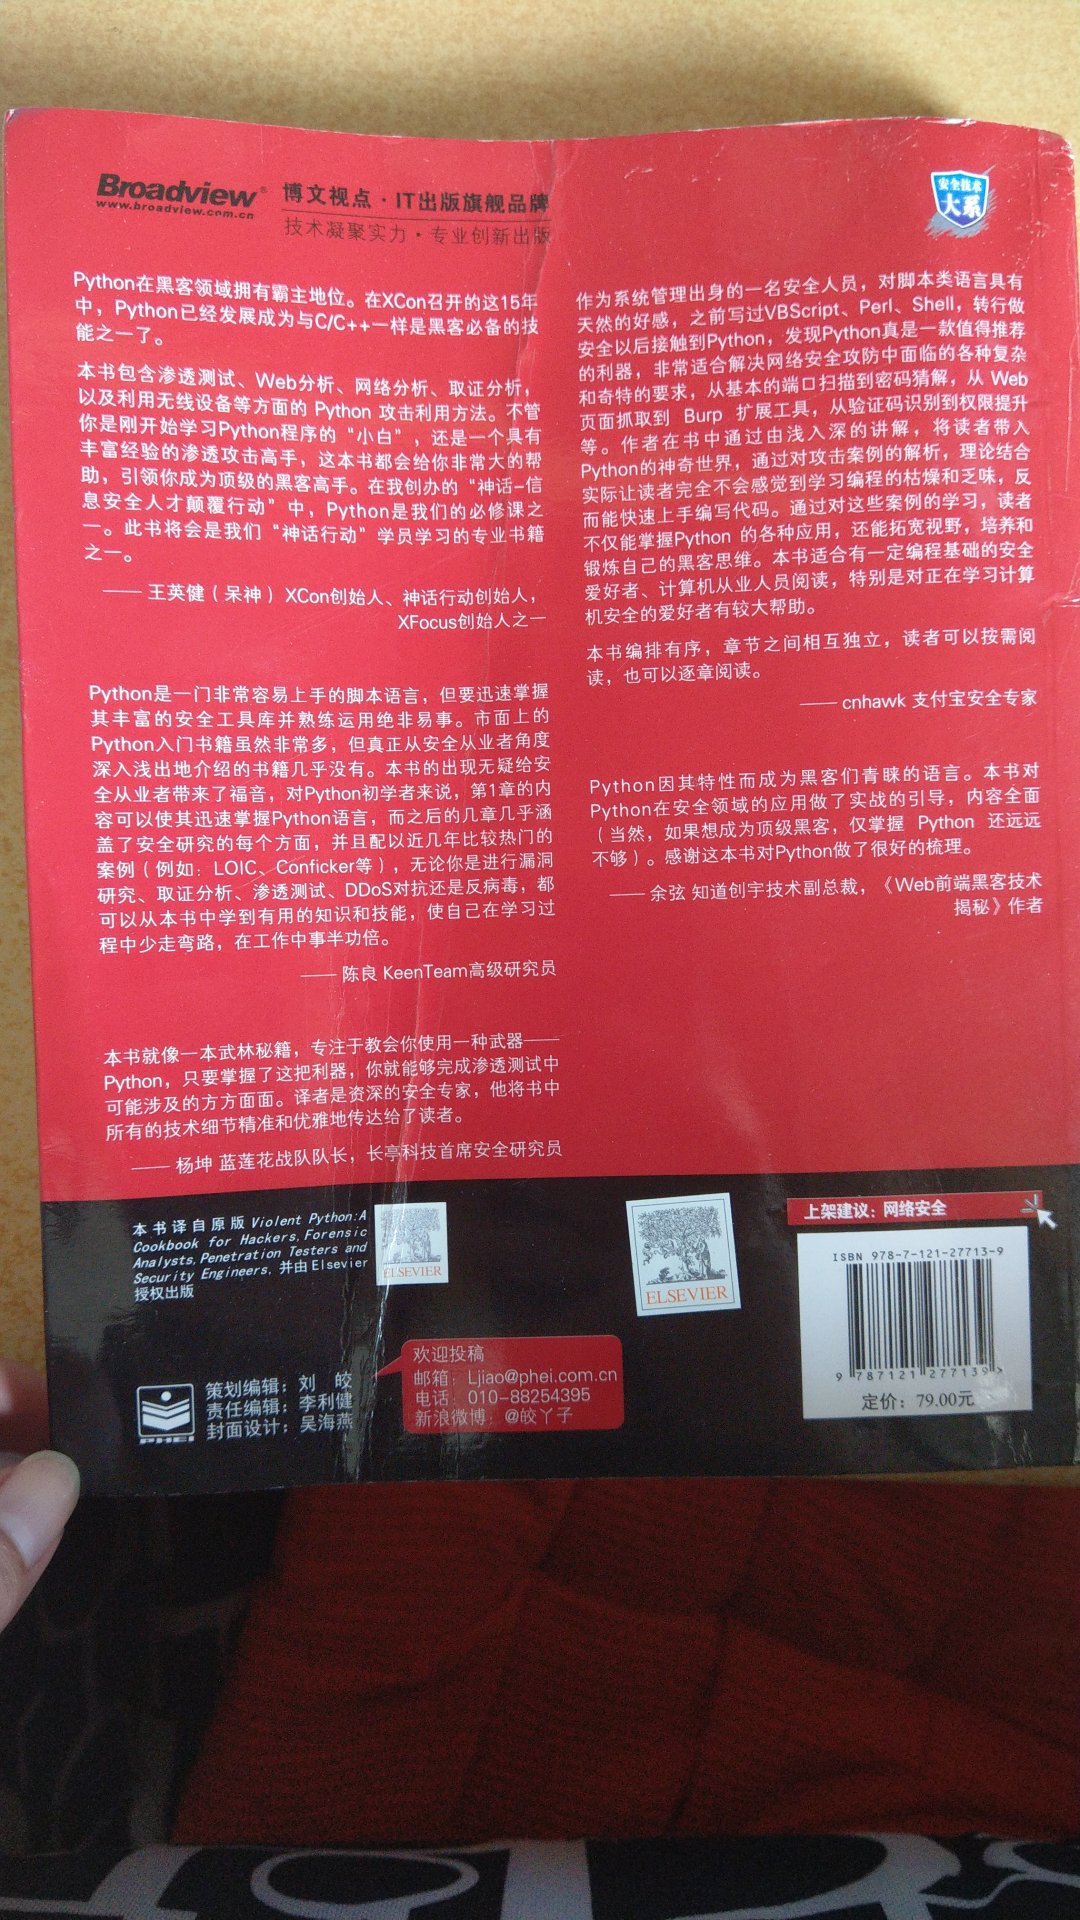 Broadview®
www.broadview.com.cn
博文视点·IT出版旗舰品牌
技术凝聚实力·专业创新出版
安全技术
大系
Python在黑客领域拥有霸主地位。在XCon召开的这15年
中，Python已经发展成为与C/C++一样是黑客必备的技
能之一了。
本书包含渗透测试、Web分析、网络分析、取证分析，
以及利用无线设备等方面的 Python 攻击利用方法。不管
你是刚开始学习Python程序的“小白”，还是一个具有
丰富经验的渗透攻击高手，这本书都会给你非常大的帮
助，引领你成为顶级的黑客高手。在我创办的“神话-信
息安全人才颠覆行动”中，Python是我们的必修课之
一。此书将会是我们“神话行动”学员学习的专业书籍
之一。
—— 王英健（呆神）XCon创始人、神话行动创始人，
XFocus创始人之一
Python是一门非常容易上手的脚本语言，但要迅速掌握
其丰富的安全工具库并熟练运用绝非易事。市面上的
Python入门书籍虽然非常多，但真正从安全从业者角度
深入浅出地介绍的书籍几乎没有。本书的出现无疑给安
全从业者带来了福音，对Python初学者来说，第1章的内
容可以使其迅速掌握Python语言，而之后的几章几乎涵
盖了安全研究的每个方面，并且配以近几年比较热门的
案例（例如：LOIC、Conficker等），无论你是进行漏洞
研究、取证分析、渗透测试、DDoS对抗还是反病毒，都
可以从本书中学到有用的知识和技能，使自己在学习过
程中少走弯路，在工作中事半功倍。
—— 陈良 KeenTeam高级研究员
本书就像一本武林秘籍，专注于教会你使用一种武器——
Python，只要掌握了这把利器，你就能够完成渗透测试中
可能涉及的方方面面。译者是资深的安全专家，他将书中
所有的技术细节精准和优雅地传达给了读者。
—— 杨坤 蓝莲花战队队长，长亭科技首席安全研究员
作为系统管理出身的一名安全人员，对脚本类语言具有
天然的好感，之前写过VBScript、Perl、Shell，转行做
安全以后接触到Python，发现Python真是一款值得推荐
的利器，非常适合解决网络安全攻防中面临的各种复杂
和奇特的要求，从基本的端口扫描到密码猜解，从 Web
页面抓取到 Burp 扩展工具，从验证码识别到权限提升
等。作者在书中通过由浅入深的讲解，将读者带入
Python的神奇世界，通过对攻击案例的解析，理论结合
实际让读者完全不会感觉到学习编程的枯燥和乏味，反
而能快速上手编写代码。通过对这些案例的学习，读者
不仅能掌握Python 的各种应用，还能拓宽视野，培养和
锻炼自己的黑客思维。本书适合有一定编程基础的安全
爱好者、计算机从业人员阅读，特别是对正在学习计算
机安全的爱好者有较大帮助。
本书编排有序，章节之间相互独立，读者可以按需阅
读，也可以逐章阅读。
—— cnhawk 支付宝安全专家
Python因其特性而成为黑客们青睐的语言。本书对
Python在安全领域的应用做了实战的引导，内容全面
（当然，如果想成为顶级黑客，仅掌握 Python 还远远
不够）。感谢这本书对Python做了很好的梳理。
—— 余弦 知道创宇技术副总裁，《Web前端黑客技术
揭秘》作者
本书译自原版Violent Python:A
Cookbook for Hackers,Forensic
Analysts,Penetration Testers and
Security Engineers，并由Elsevier
授权出版
ELSEVIER
ELSEVIER
上架建议：网络安全
ISBN 978-7-121-27713-9
9 787121 277139 >
定价：79.00元
PHEI
策划编辑：刘 皎
责任编辑：李利健
封面设计：吴海燕
欢迎投稿
邮箱：Ljiao@phei.com.cn
电话：010-88254395
新浪微博：@皎丫子